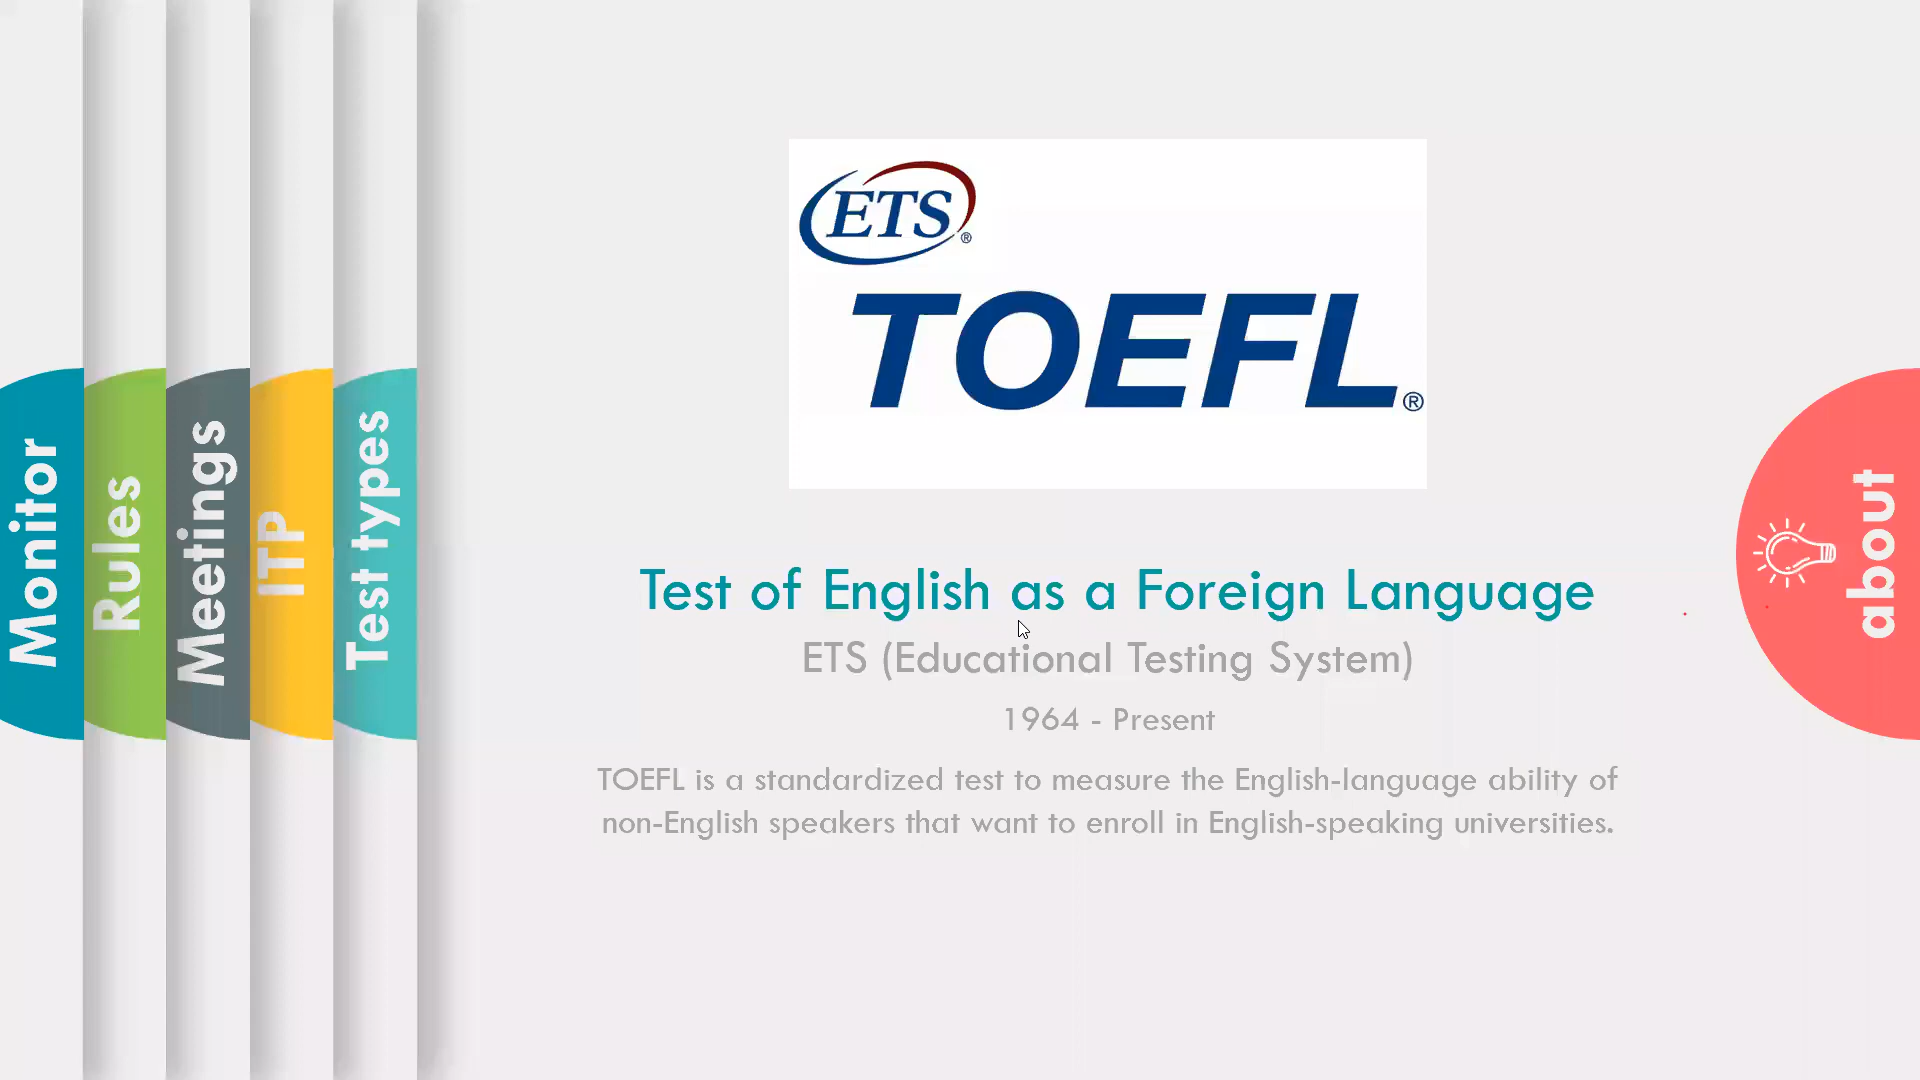 Monitor
Rules
Meetings
ITP
Test types
ETS®
TOEFL®
Test of English as a Foreign Language
ETS (Educational Testing System)
1964 - Present
TOEFL is a standardized test to measure the English-language ability of
non-English speakers that want to enroll in English-speaking universities.
about